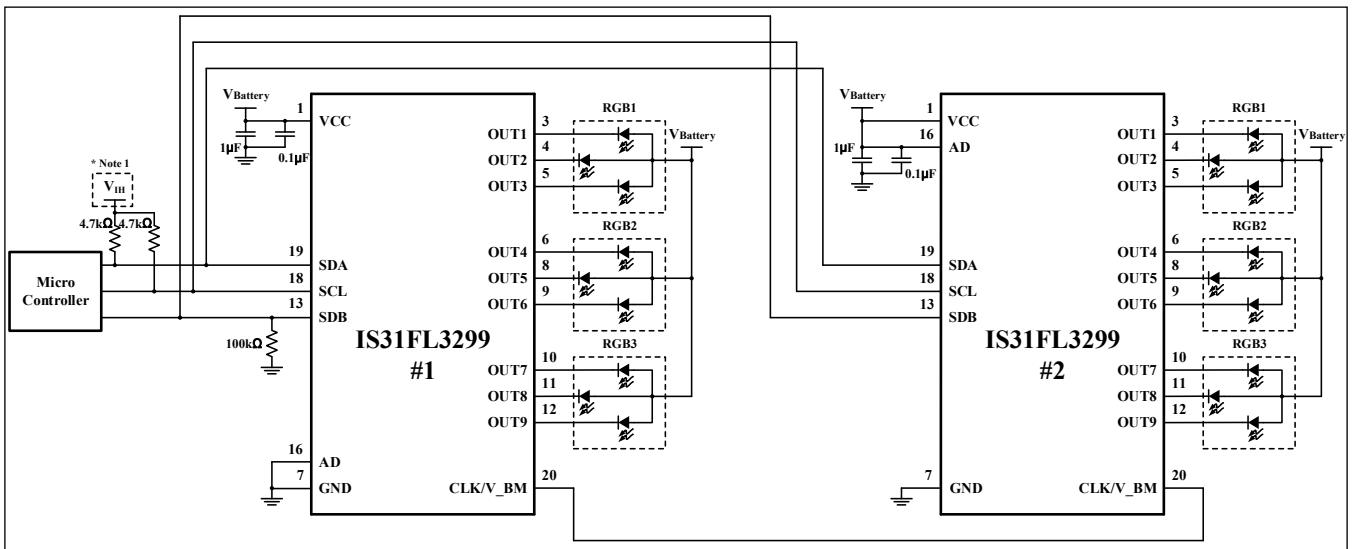 * Note 1
VIH
4.7kΩ 4.7kΩ
Micro
Controller
100kΩ
VBattery
1µF
0.1µF
1 VCC
19 SDA
18 SCL
13 SDB
16 AD
7 GND
IS31FL3299
#1
OUT1 3
OUT2 4
OUT3 5
OUT4 6
OUT5 8
OUT6 9
OUT7 10
OUT8 11
OUT9 12
CLK/V_BM 20
RGB1
RGB2
RGB3
VBattery
VBattery
1µF
0.1µF
1 VCC
16 AD
19 SDA
18 SCL
13 SDB
7 GND
IS31FL3299
#2
OUT1 3
OUT2 4
OUT3 5
OUT4 6
OUT5 8
OUT6 9
OUT7 10
OUT8 11
OUT9 12
CLK/V_BM 20
RGB1
RGB2
RGB3
VBattery